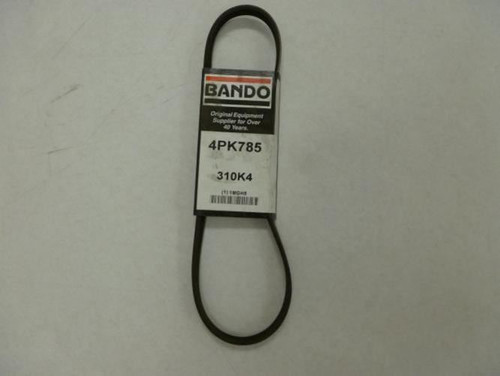 BANDO
Original Equipment
Supplier for Over
40 Years.
4PK785
310K4